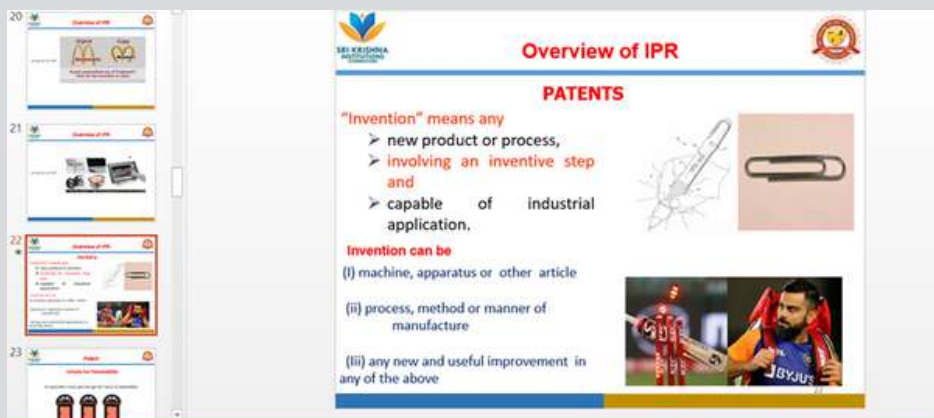 20
Overview of IPR
21
Overview of IPR
22
Overview of IPR
PATENTS
23
Patent
SRI KRISHNA
INSTITUTIONS
Overview of IPR
PATENTS
“Invention” means any
➤ new product or process,
➤ involving an inventive step
and
➤ capable of industrial
application.
Invention can be
(I) machine, apparatus or other article
(ii) process, method or manner of
manufacture
(Iii) any new and useful improvement in
any of the above
BYJU'S
22